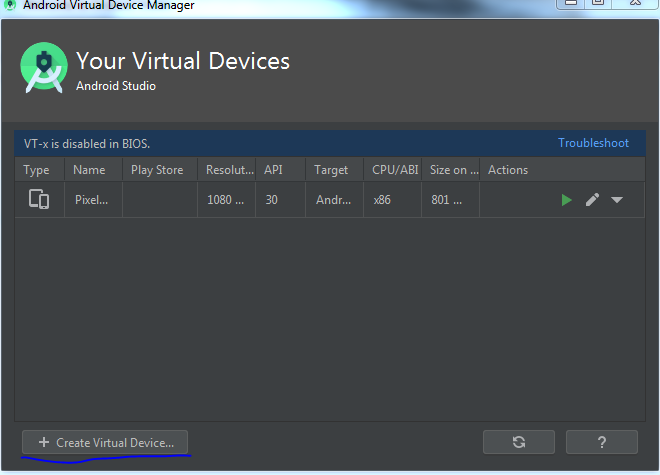 Android Virtual Device Manager
Your Virtual Devices
Android Studio
VT-x is disabled in BIOS. Troubleshoot
Type Name Play Store Resolut... API Target CPU/ABI Size on ... Actions
Pixel... 1080 ... 30 Andr... x86 801 ...
+ Create Virtual Device... ?